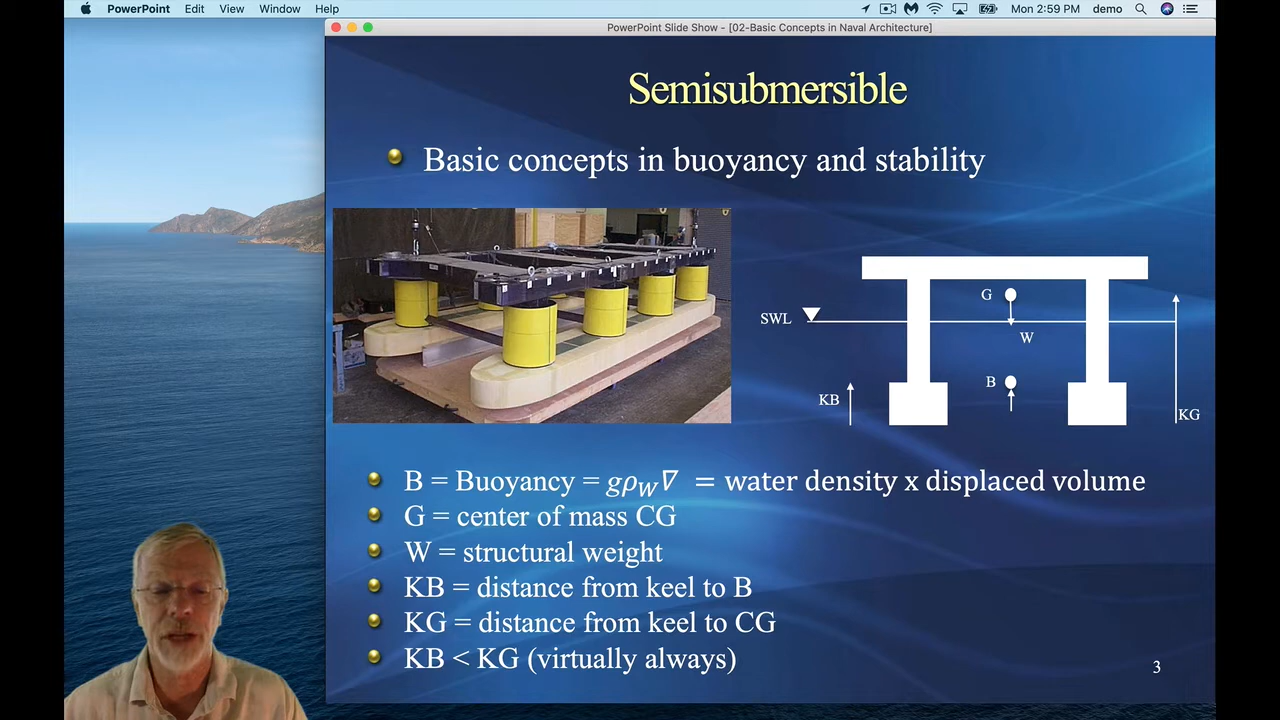 PowerPoint Edit View Window Help
Mon 2:59 PM demo
PowerPoint Slide Show - [02-Basic Concepts in Naval Architecture]
Semisubmersible
Basic concepts in buoyancy and stability
G
SWL
W
B
KB
KG
B = Buoyancy = gρ_W∇ = water density x displaced volume
G = center of mass CG
W = structural weight
KB = distance from keel to B
KG = distance from keel to CG
KB < KG (virtually always)
3